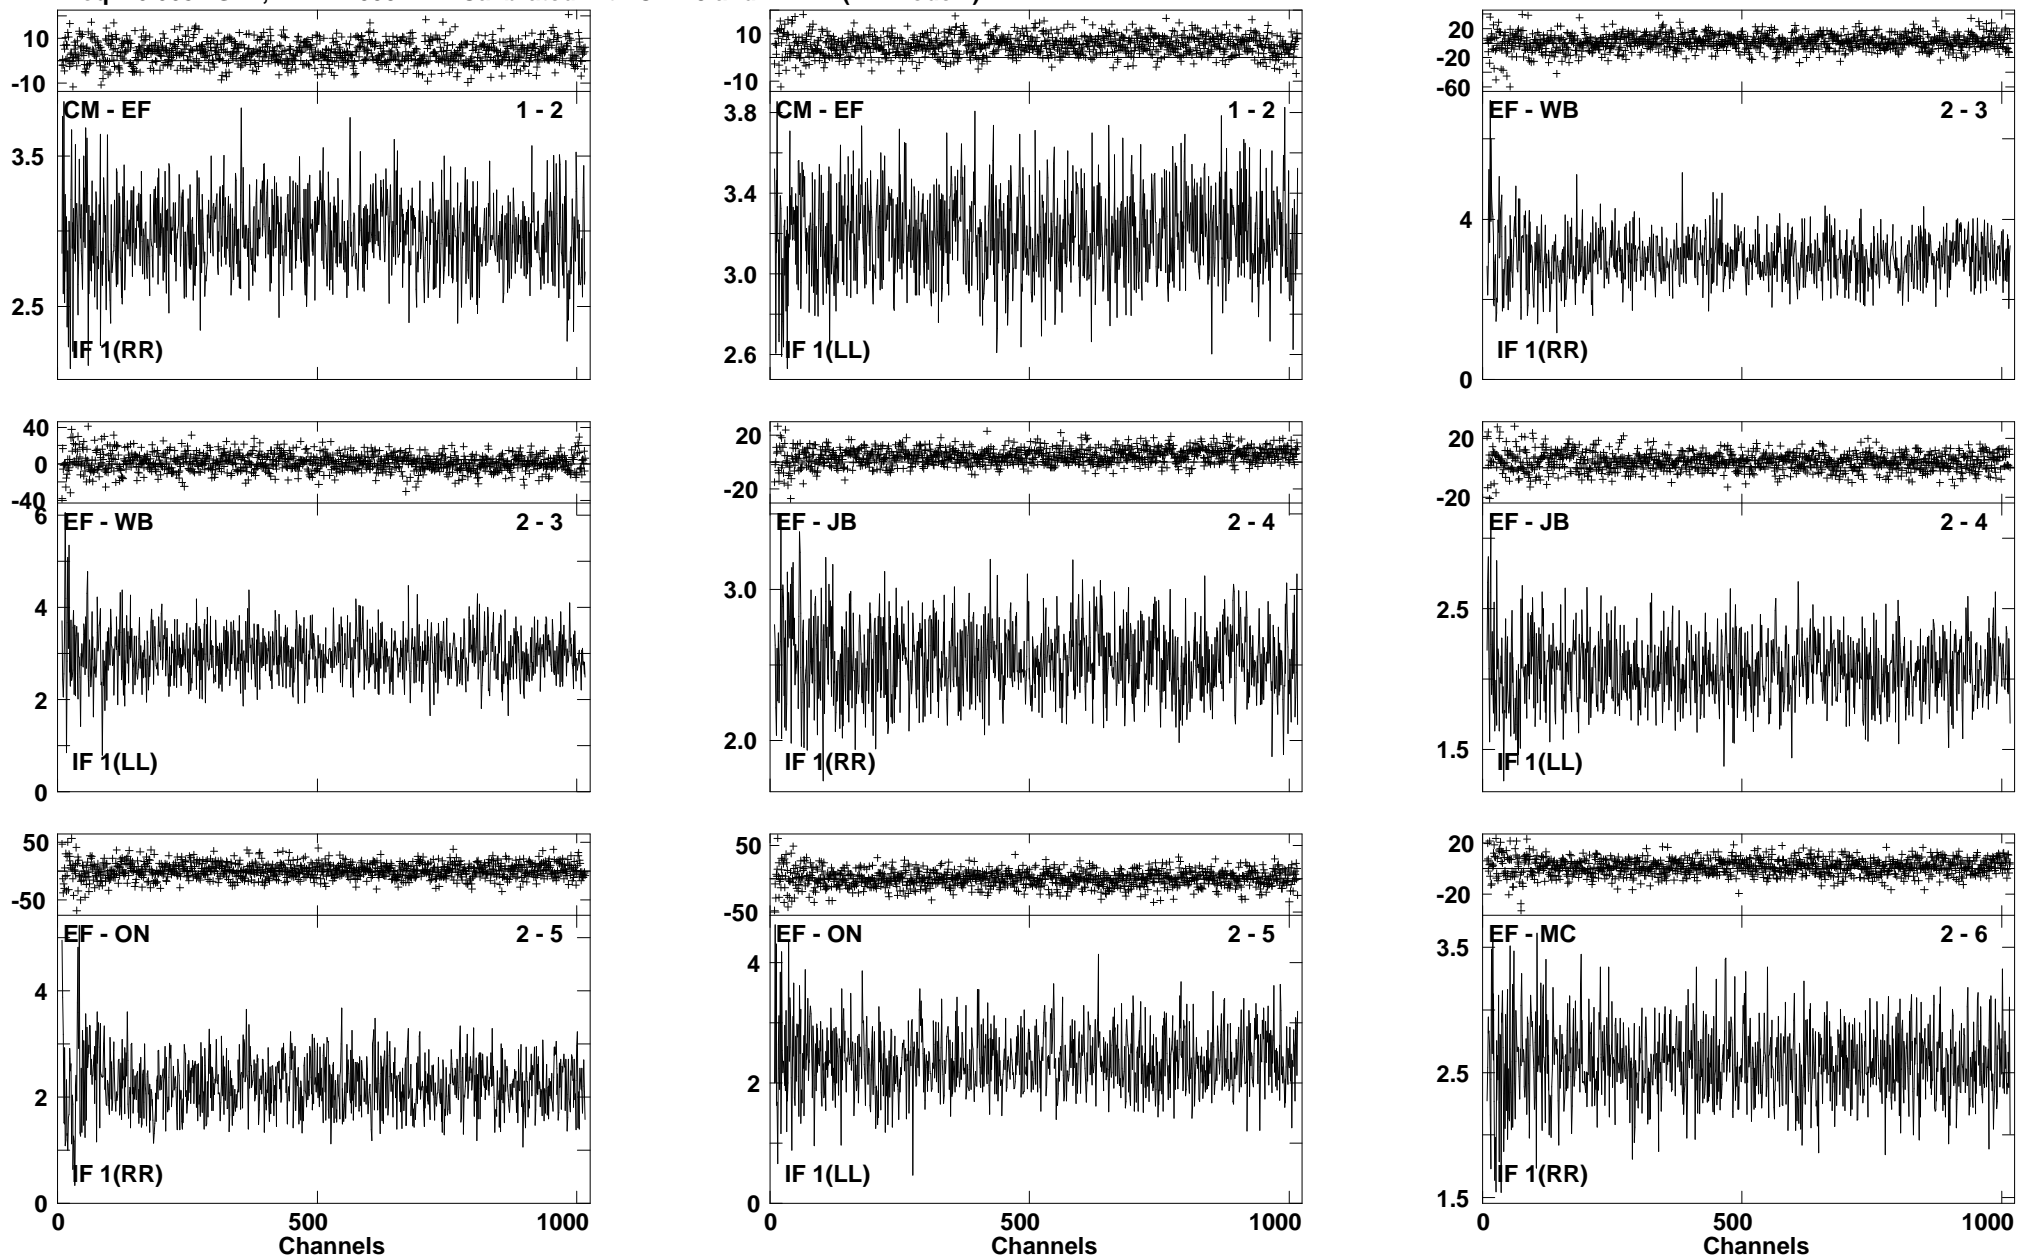 10
-10
CM - EF 1 - 2
3.5
2.5
IF 1(RR)
10
-10
CM - EF 1 - 2
3.8
3.4
3.0
2.6
IF 1(LL)
20
-20
-60
EF - WB 2 - 3
4
0
IF 1(RR)
40
0
-40
EF - WB 2 - 3
6
4
2
0
IF 1(LL)
20
-20
EF - JB 2 - 4
3.0
2.0
IF 1(RR)
20
-20
EF - JB 2 - 4
2.5
1.5
IF 1(LL)
50
-50
EF - ON 2 - 5
4
2
0
IF 1(RR)
0 500 1000
Channels
50
-50
EF - ON 2 - 5
4
2
0
IF 1(LL)
0 500 1000
Channels
20
-20
EF - MC 2 - 6
3.5
2.5
1.5
IF 1(RR)
0 500 1000
Channels